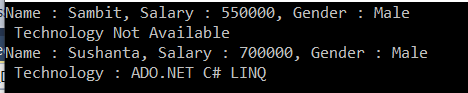 Name : Sambit, Salary : 550000, Gender : Male
Technology Not Available
Name : Sushanta, Salary : 700000, Gender : Male
Technology : ADO.NET C# LINQ